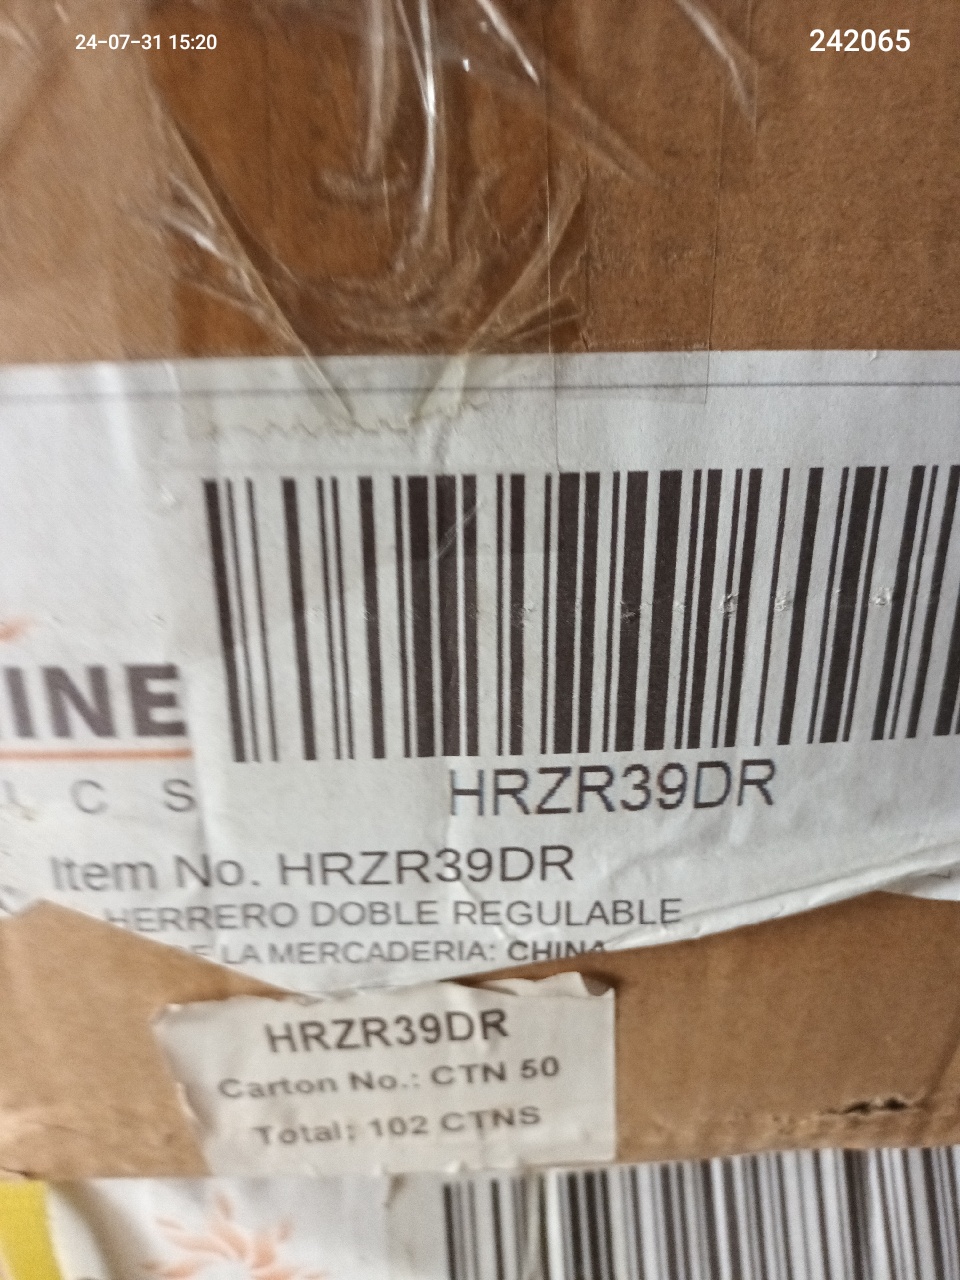 24-07-31 15:20
242065
INE
C S
HRZR39DR
Item No. HRZR39DR
HERRERO DOBLE REGULABLE
LA MERCADERIA: CHINA
HRZR39DR
Carton No.: CTN 50
Total: 102 CTNS